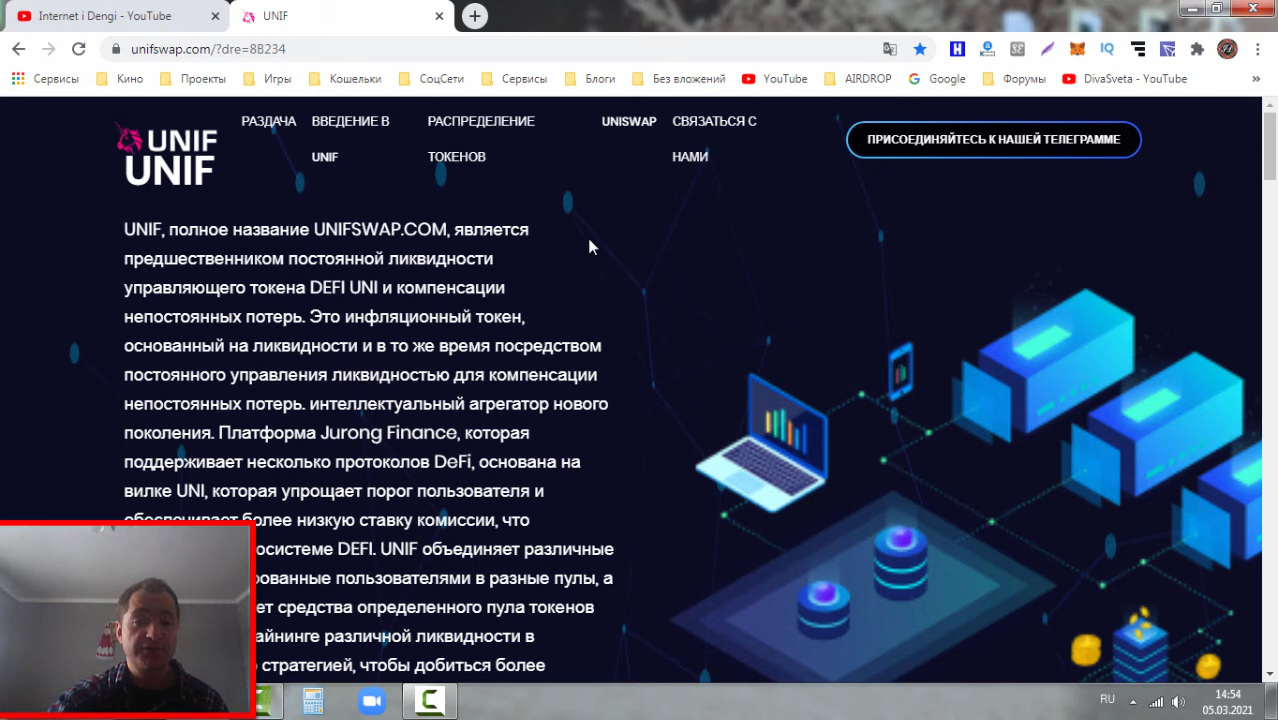 Internet i Dengi - YouTube
UNIF
unifswap.com/?dre=8B234
Сервисы Кино Проекты Игры Кошельки СоцСети Сервисы Блоги Без вложений YouTube AIRDROP Google Форумы DivaSveta - YouTube
UNIF
UNIF
РАЗДАЧА
ВВЕДЕНИЕ В
UNIF
РАСПРЕДЕЛЕНИЕ
ТОКЕНОВ
UNISWAP
СВЯЗАТЬСЯ С
НАМИ
ПРИСОЕДИНЯЙТЕСЬ К НАШЕЙ ТЕЛЕГРАММЕ
UNIF, полное название UNIFSWAP.COM, является
предшественником постоянной ликвидности
управляющего токена DEFI UNI и компенсации
непостоянных потерь. Это инфляционный токен,
основанный на ликвидности и в то же время посредством
постоянного управления ликвидностью для компенсации
непостоянных потерь. интеллектуальный агрегатор нового
поколения. Платформа Jurong Finance, которая
поддерживает несколько протоколов DeFi, основана на
вилке UNI, которая упрощает порог пользователя и
обеспечивает более низкую ставку комиссии, что
осистеме DEFI. UNIF объединяет различные
рованные пользователями в разные пулы, а
ет средства определенного пула токенов
айнинге различной ликвидности в
стратегией, чтобы добиться более
RU
14:54
05.03.2021